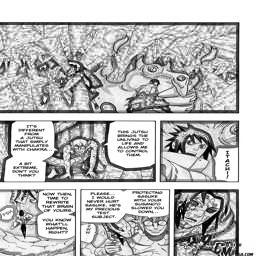 THIS JUTSU
BRINGS THE
UNLIVING TO
LIFE AND
ALLOWS ME
TO CONTROL
THEM.
IT'S
DIFFERENT
FROM
A JUTSU
THAT SIMPLY
MANIPULATES
WITH CHAKRA...
A BIT
EXTREME,
DON'T YOU
THINK?
ITACHI!
PROTECTING
SASUKE
WITH YOUR
SUSANO'O
SLOWED YOU
DOWN...
PLEASE...
I WOULD
NEVER HURT
SASUKE. HE'S
MY PRECIOUS
TEST
SUBJECT.
NOW THEN,
TIME TO
REWRITE
THAT BRAIN
OF YOURS.
YOU KNOW
WHAT'LL
HAPPEN,
RIGHT?